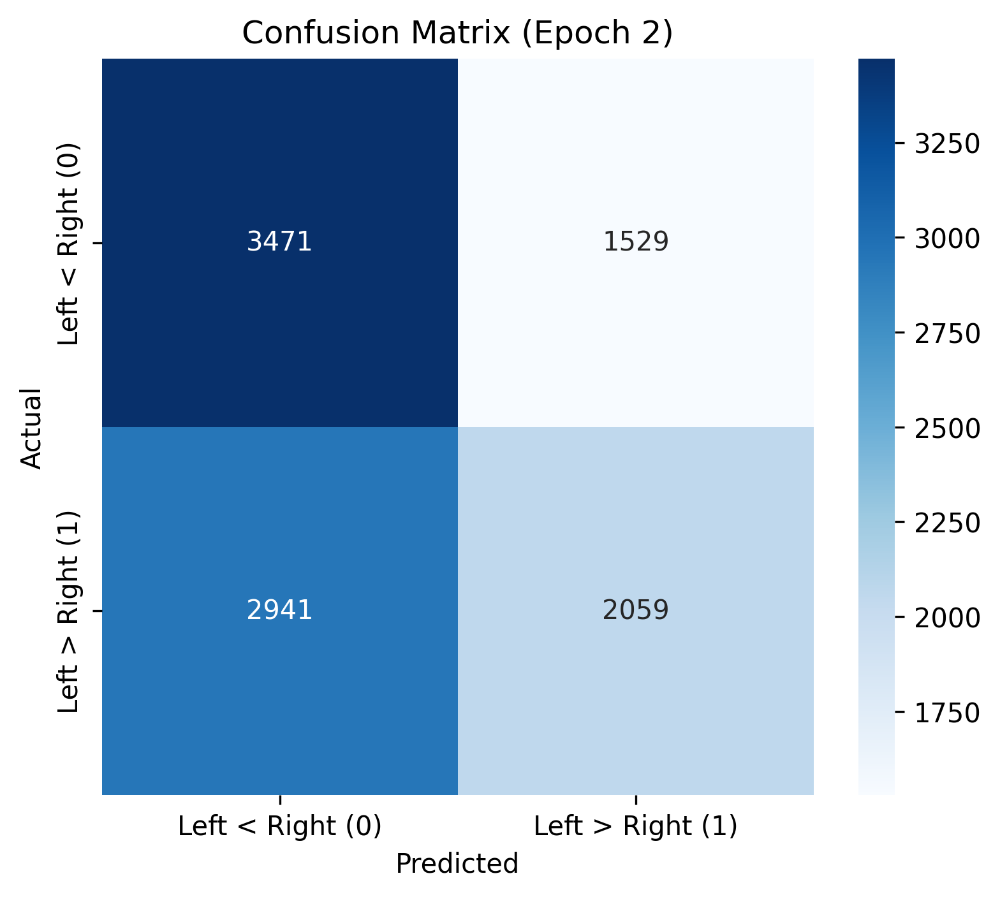 Confusion Matrix (Epoch 2)
Actual
Left < Right (0)
Left > Right (1)
3471
1529
2941
2059
Left < Right (0)
Left > Right (1)
Predicted
3250
3000
2750
2500
2250
2000
1750